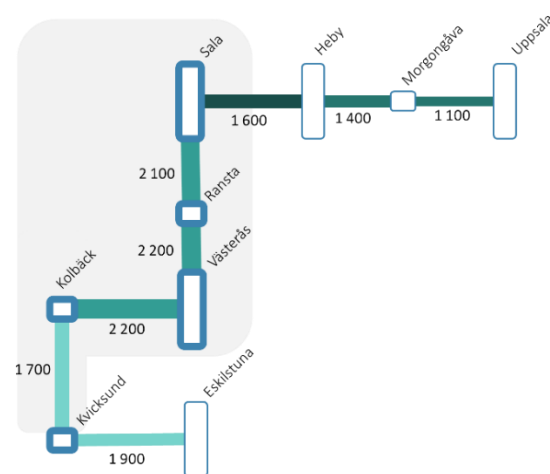 Sala
Heby
Morgongåva
Uppsala
1 600
1 400
1 100
2 100
Ransta
2 200
Västerås
Kolbäck
2 200
1 700
Kvicksund
Eskilstuna
1 900